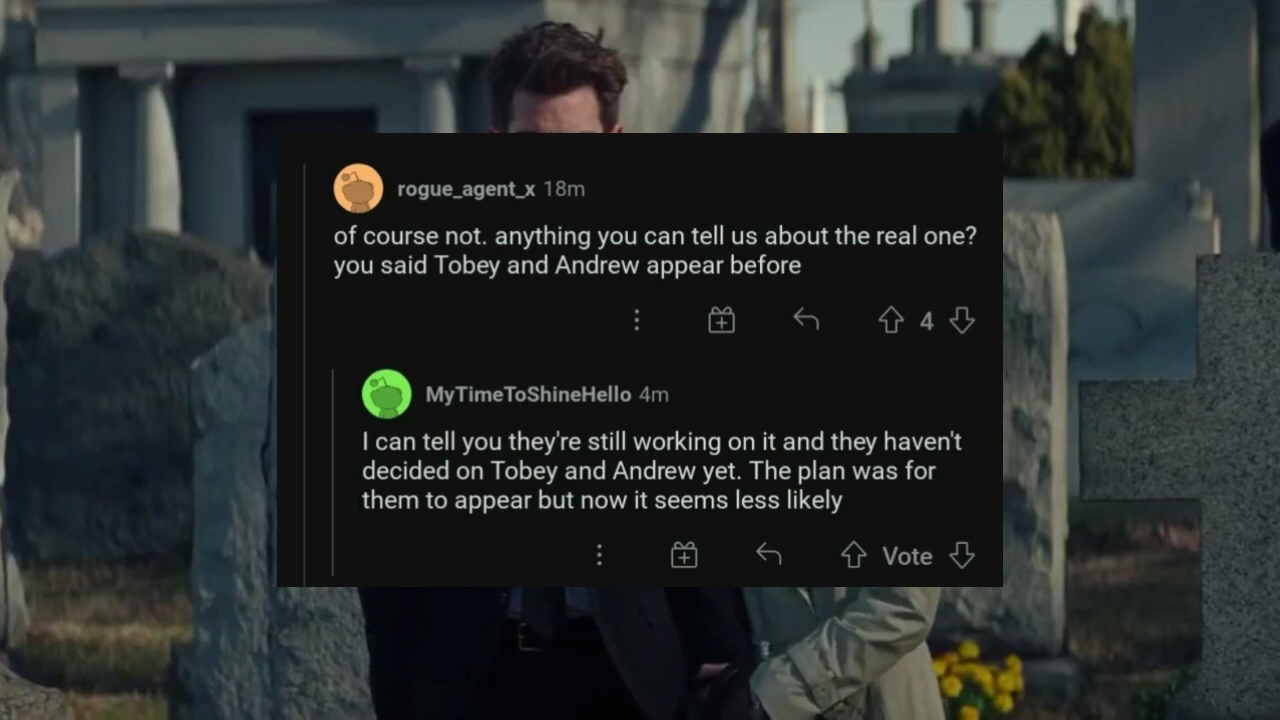 rogue_agent_x 18m
of course not. anything you can tell us about the real one?
you said Tobey and Andrew appear before
4
MyTimeToShineHello 4m
I can tell you they're still working on it and they haven't
decided on Tobey and Andrew yet. The plan was for
them to appear but now it seems less likely
Vote